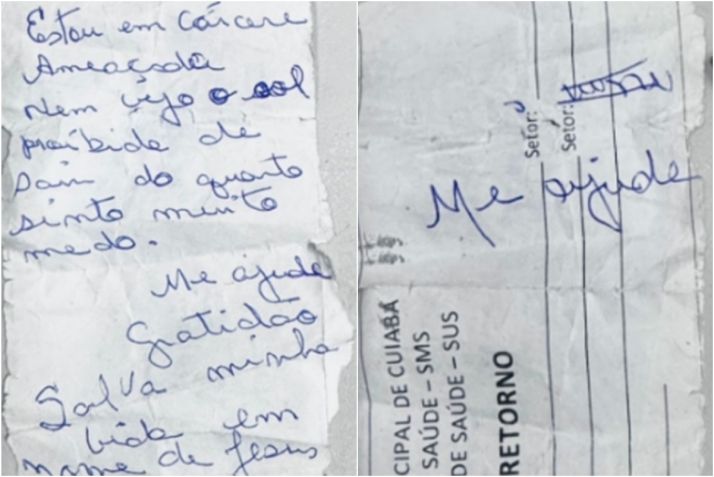 Estou em cárcere
Ameaçada
Nem vejo o sol
proibida de
sair do quarto
sinto muito
medo.
Me ajude
Gratidão
Salva minha
vida em
nome de Jesus
Setor:
Setor:
Me ajude
CIPAL DE CUIABÁ
SAÚDE – SMS
DE SAÚDE – SUS
RETORNO